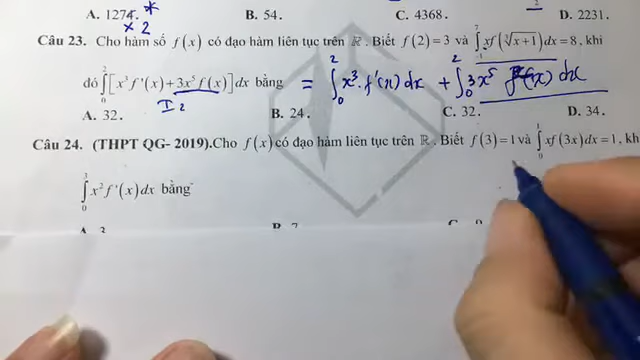 A. 1274. * B. 54. C. 4368. D. 2231.
× 2
Câu 23. Cho hàm số f(x) có đạo hàm liên tục trên ℝ. Biết f(2)=3 và ∫₋₁⁷ xf(∛(x+1))dx=8, khi
đó ∫₀²[x³f'(x)+3x⁵f(x)]dx bằng = ∫₀² x³.f'(x)dx + ∫₀² 3x⁵ f(x)dx
I 2
A. 32. B. 24. C. 32. D. 34.
Câu 24. (THPT QG- 2019).Cho f(x) có đạo hàm liên tục trên ℝ. Biết f(3)=1 và ∫₀¹ xf(3x)dx=1, kh
∫₀³ x²f'(x)dx bằng